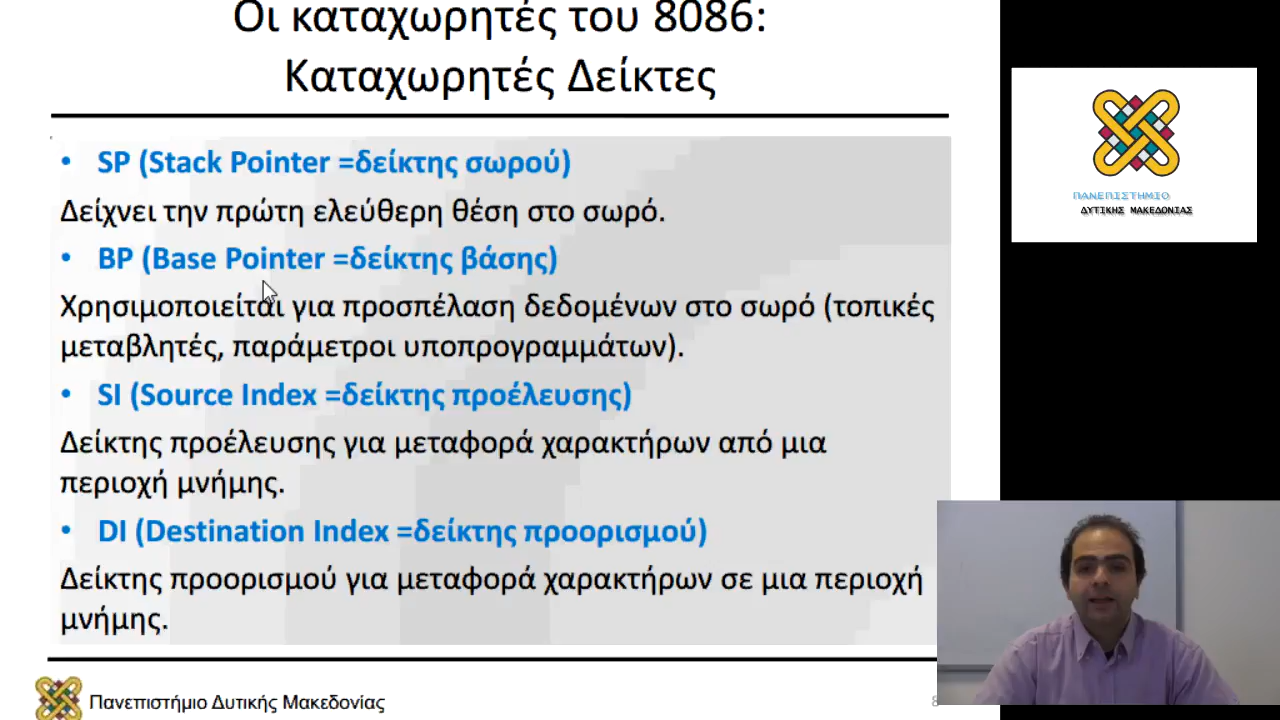 Οι καταχωρητές του 8086:
Καταχωρητές Δείκτες
• SP (Stack Pointer =δείκτης σωρού)
Δείχνει την πρώτη ελεύθερη θέση στο σωρό.
• BP (Base Pointer =δείκτης βάσης)
Χρησιμοποιείται για προσπέλαση δεδομένων στο σωρό (τοπικές
μεταβλητές, παράμετροι υποπρογραμμάτων).
• SI (Source Index =δείκτης προέλευσης)
Δείκτης προέλευσης για μεταφορά χαρακτήρων από μια
περιοχή μνήμης.
• DI (Destination Index =δείκτης προορισμού)
Δείκτης προορισμού για μεταφορά χαρακτήρων σε μια περιοχή
μνήμης.
Πανεπιστήμιο Δυτικής Μακεδονίας
8
ΠΑΝΕΠΙΣΤΗΜΙΟ
ΔΥΤΙΚΗΣ ΜΑΚΕΔΟΝΙΑΣ